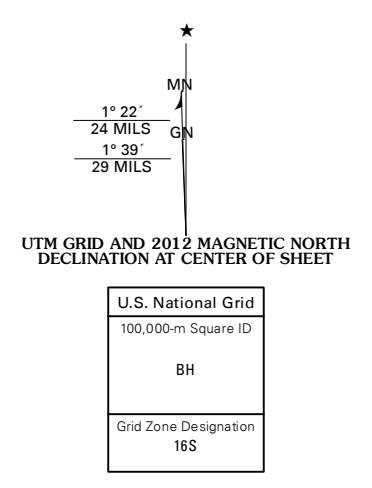 ★
MN
1° 22´
24 MILS
GN
1° 39´
29 MILS
UTM GRID AND 2012 MAGNETIC NORTH
DECLINATION AT CENTER OF SHEET
U.S. National Grid
100,000-m Square ID
BH
Grid Zone Designation
16S